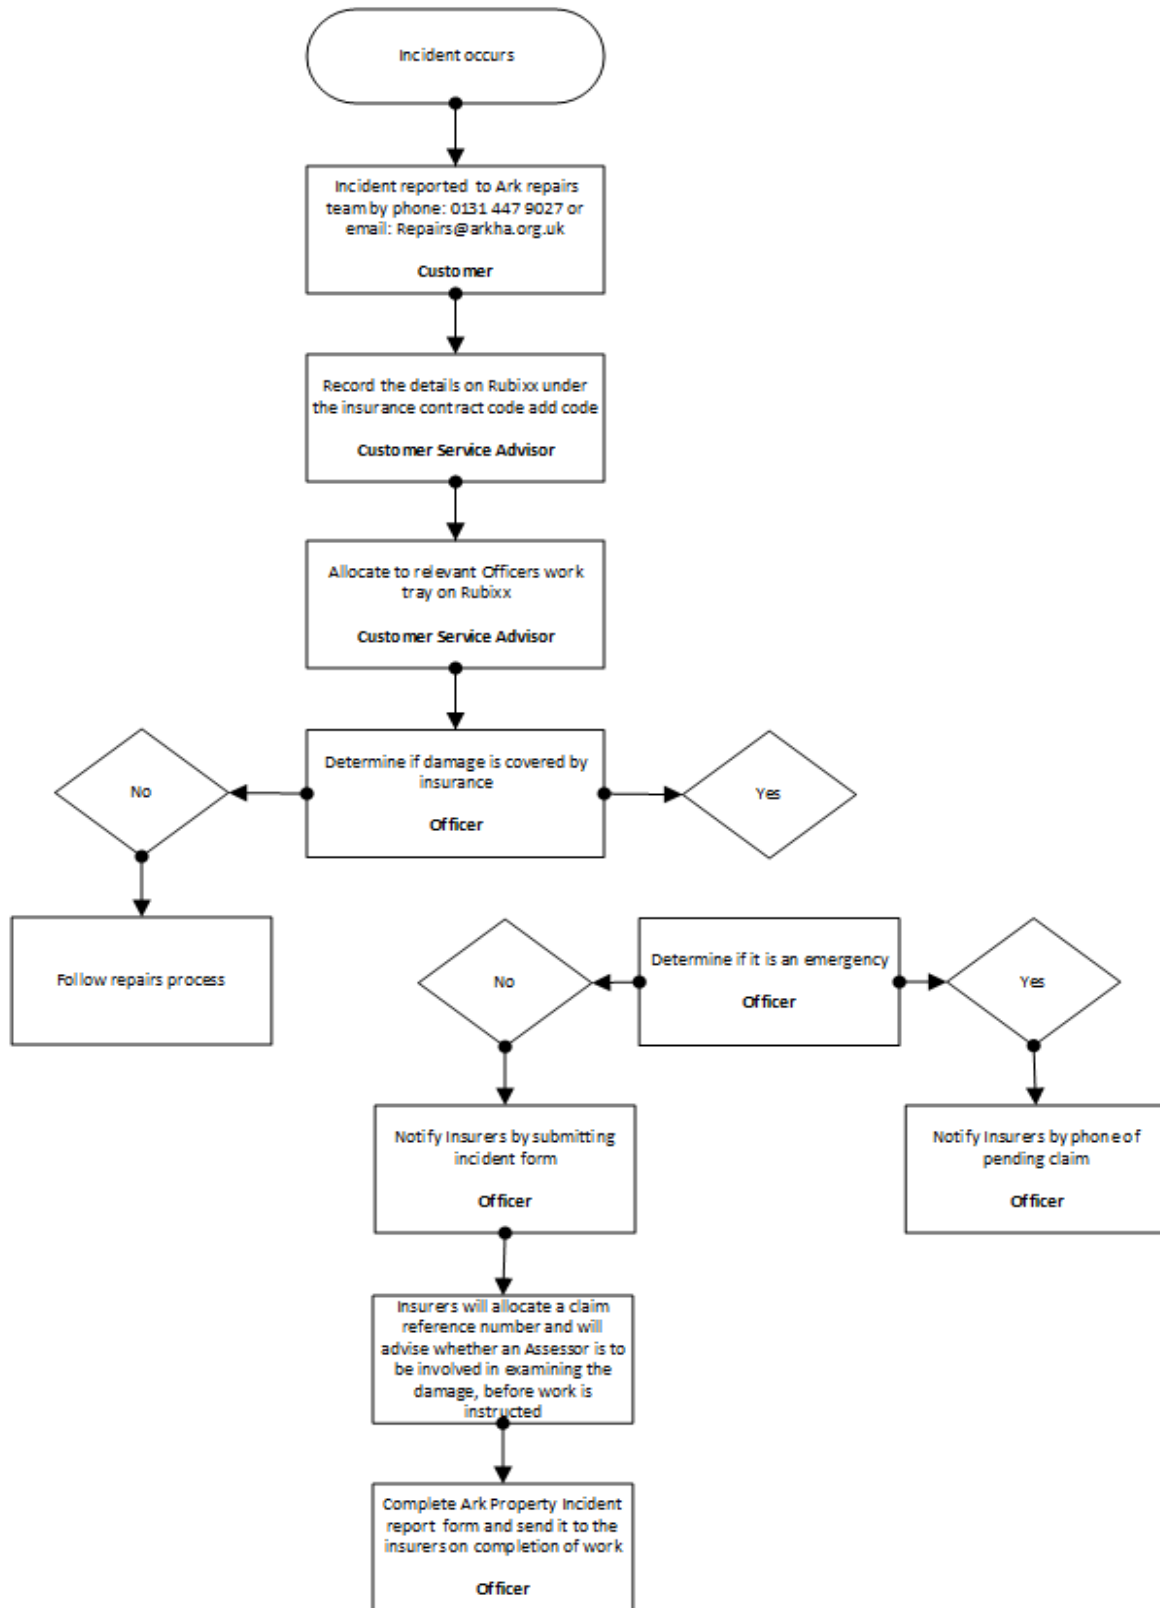 Incident occurs
Incident reported to Ark repairs
team by phone: 0131 447 9027 or
email: Repairs@arkha.org.uk
Customer
Record the details on Rubixx under
the insurance contract code add code
Customer Service Advisor
Allocate to relevant Officers work
tray on Rubixx
Customer Service Advisor
No
Determine if damage is covered by
insurance
Officer
Yes
Follow repairs process
No
Determine if it is an emergency
Officer
Yes
Notify Insurers by submitting
incident form
Officer
Notify Insurers by phone of
pending claim
Officer
Insurers will allocate a claim
reference number and will
advise whether an Assessor is to
be involved in examining the
damage, before work is
instructed
Complete Ark Property Incident
report form and send it to the
insurers on completion of work
Officer